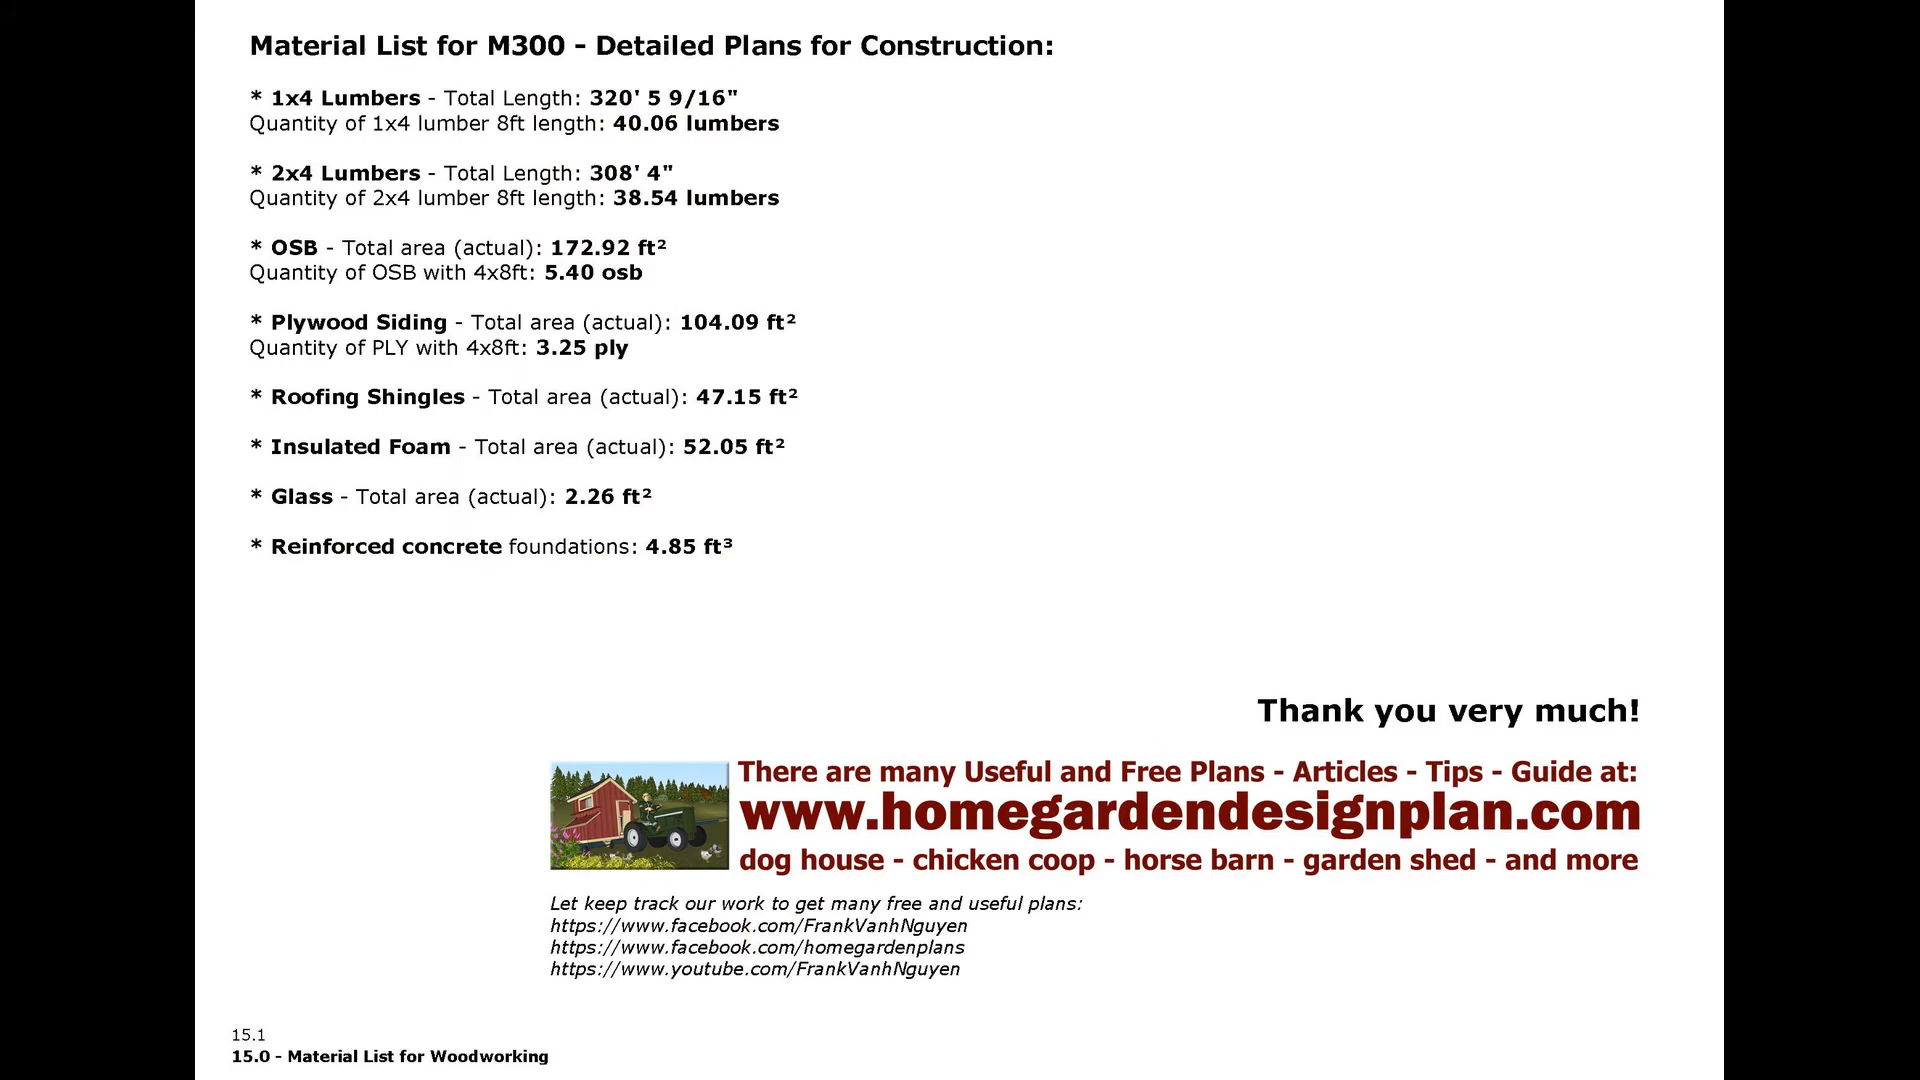 Material List for M300 - Detailed Plans for Construction:
* 1x4 Lumbers - Total Length: 320' 5 9/16"
Quantity of 1x4 lumber 8ft length: 40.06 lumbers
* 2x4 Lumbers - Total Length: 308' 4"
Quantity of 2x4 lumber 8ft length: 38.54 lumbers
* OSB - Total area (actual): 172.92 ft²
Quantity of OSB with 4x8ft: 5.40 osb
* Plywood Siding - Total area (actual): 104.09 ft²
Quantity of PLY with 4x8ft: 3.25 ply
* Roofing Shingles - Total area (actual): 47.15 ft²
* Insulated Foam - Total area (actual): 52.05 ft²
* Glass - Total area (actual): 2.26 ft²
* Reinforced concrete foundations: 4.85 ft³
Thank you very much!
There are many Useful and Free Plans - Articles - Tips - Guide at:
www.homegardendesignplan.com
dog house - chicken coop - horse barn - garden shed - and more
Let keep track our work to get many free and useful plans:
https://www.facebook.com/FrankVanhNguyen
https://www.facebook.com/homegardenplans
https://www.youtube.com/FrankVanhNguyen
15.1
15.0 - Material List for Woodworking